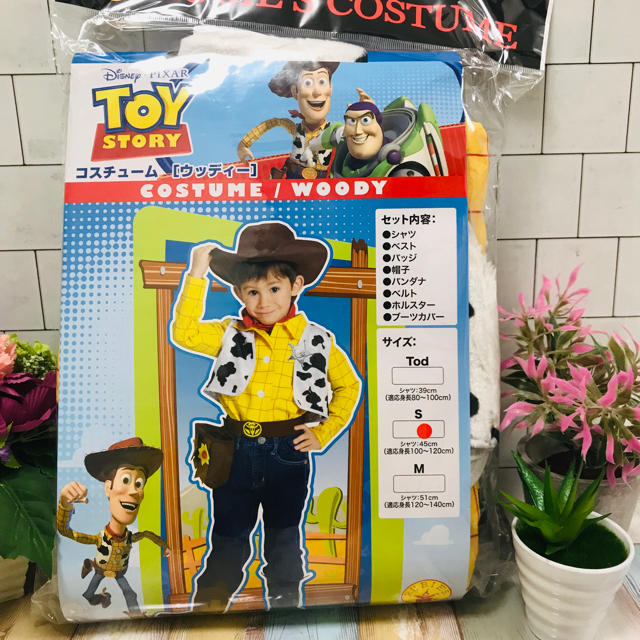 'S COSTUME
Disney · PIXAR
TOY
STORY
コスチューム [ウッディー]
COSTUME / WOODY
セット内容:
●シャツ
●ベスト
●バッジ
●帽子
●バンダナ
●ベルト
●ホルスター
●ブーツカバー
サイズ:
Tod
シャツ:39cm
(適応身長80~100cm)
S
シャツ:45cm
(適応身長100~120cm)
M
シャツ:51cm
(適応身長120~140cm)
RUBIE'S